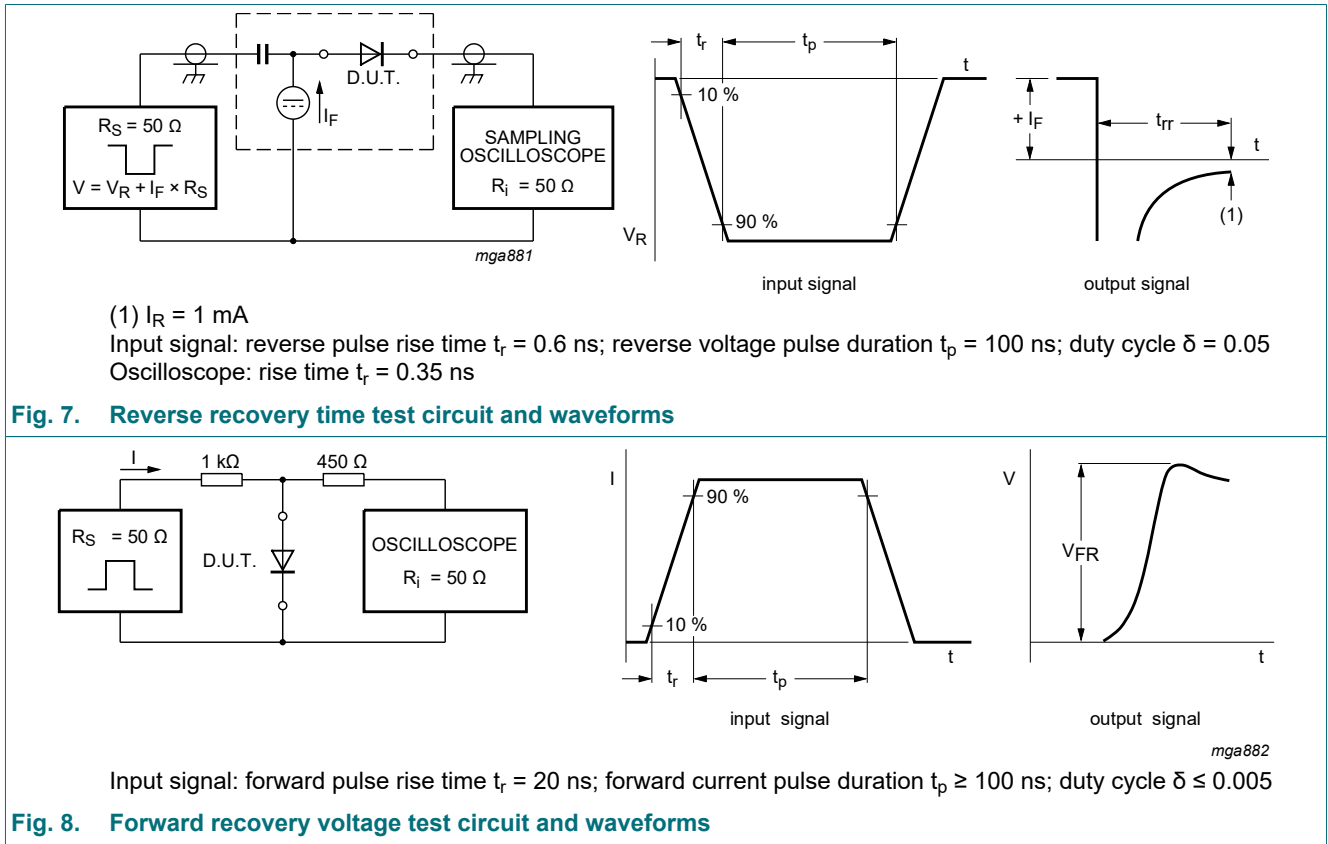 D.U.T.
I_F
R_S = 50 Ω
V = V_R + I_F × R_S
SAMPLING
OSCILLOSCOPE
R_i = 50 Ω
mga881
t_r
t_p
t
10 %
90 %
V_R
input signal
+ I_F
t_rr
t
(1)
output signal
(1) I_R = 1 mA
Input signal: reverse pulse rise time t_r = 0.6 ns; reverse voltage pulse duration t_p = 100 ns; duty cycle δ = 0.05
Oscilloscope: rise time t_r = 0.35 ns
Fig. 7. Reverse recovery time test circuit and waveforms
I
1 kΩ
450 Ω
R_S = 50 Ω
D.U.T.
OSCILLOSCOPE
R_i = 50 Ω
I
90 %
10 %
t
t_r
t_p
input signal
V
V_FR
t
output signal
mga882
Input signal: forward pulse rise time t_r = 20 ns; forward current pulse duration t_p ≥ 100 ns; duty cycle δ ≤ 0.005
Fig. 8. Forward recovery voltage test circuit and waveforms